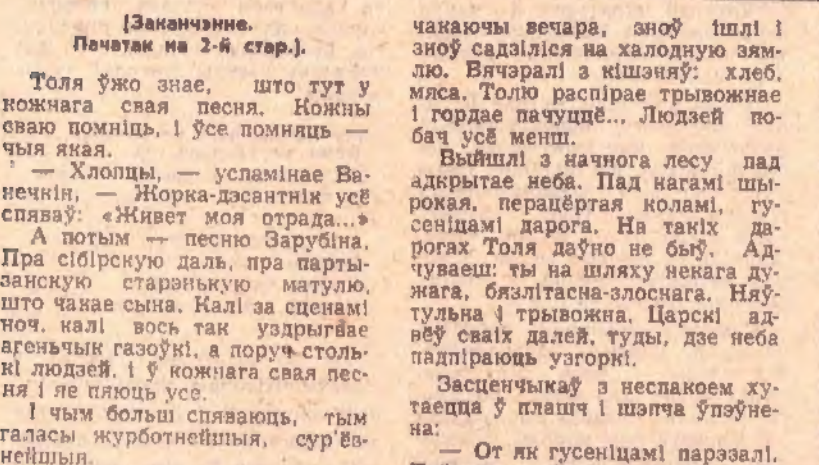 (Заканчэнне.
Пачатак на 2-й стар.).
Толя ўжо знае, што тут у
кожнага свая песня. Кожны
сваю помніць, і ўсе помняць —
чыя якая.
— Хлопцы, — успамінае Ва-
нечкін, — Жорка-дэсантнік усё
спяваў: «Живет моя отрада...»
А потым — песню Зарубіна.
Пра сібірскую даль, пра парты-
занскую старэнькую матулю,
што чакае сына. Калі за сценамі
ноч, калі вось так уздрыгвае
агеньчык газоўкі, а поруч столь-
кі людзей, і ў кожнага свая пес-
ня і яе пяюць усе.
І чым больш спяваюць, тым
галасы журботнейшыя, сур'ёз-
нейшыя.
чакаючы вечара, зноў ішлі і
зноў садзіліся на халодную зям-
лю. Вячэралі з кішэняў: хлеб,
мяса. Толю распірае трывожнае
і гордае пачуццё... Людзей по-
бач усё менш.
Выйшлі з начнога лесу пад
адкрытае неба. Пад нагамі шы-
рокая, перацёртая коламі, гу-
сеніцамі дарога. На такіх да-
рогах Толя даўно не быў. Ад-
чуваеш: ты на шляху некага ду-
жага, бязлітасна-злоснага. Няў-
тульна і трывожна. Царскі ад-
вёў сваіх далей, туды, дзе неба
падпіраюць узгоркі.
Засценчыкаў з неспакоем ху-
таецца ў плашч і шэпча ўпэўне-
на:
— От як гусеніцамі парэзалі.